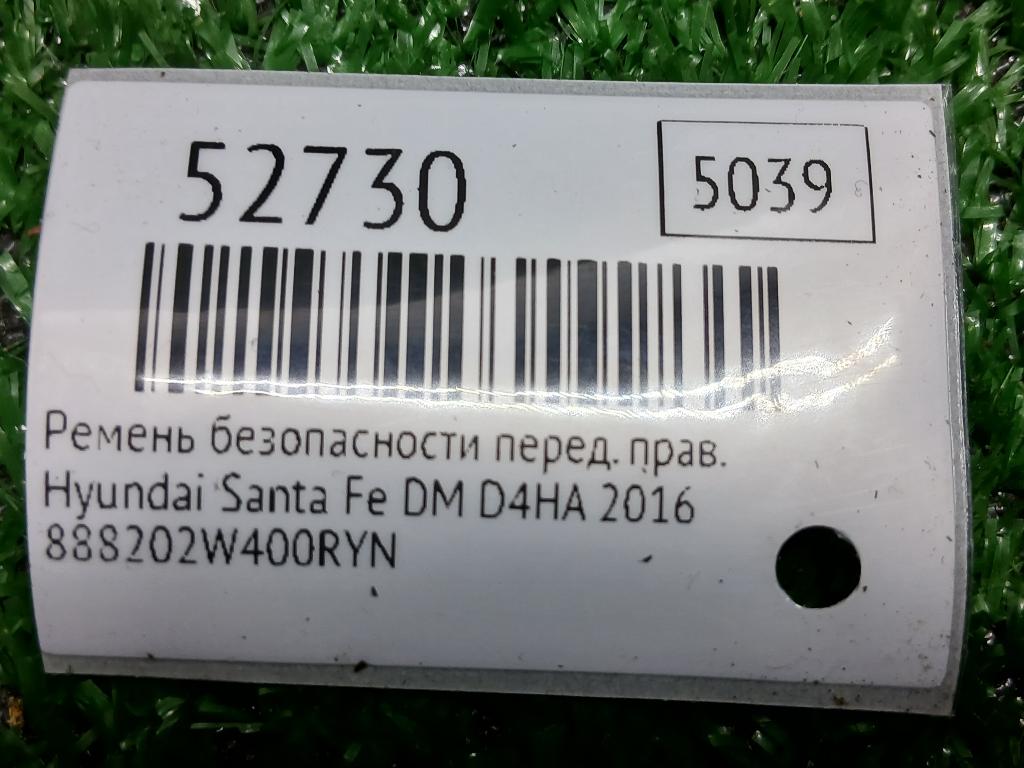 52730
5039
Ремень безопасности перед. прав.
Hyundai Santa Fe DM D4HA 2016
888202W400RYN